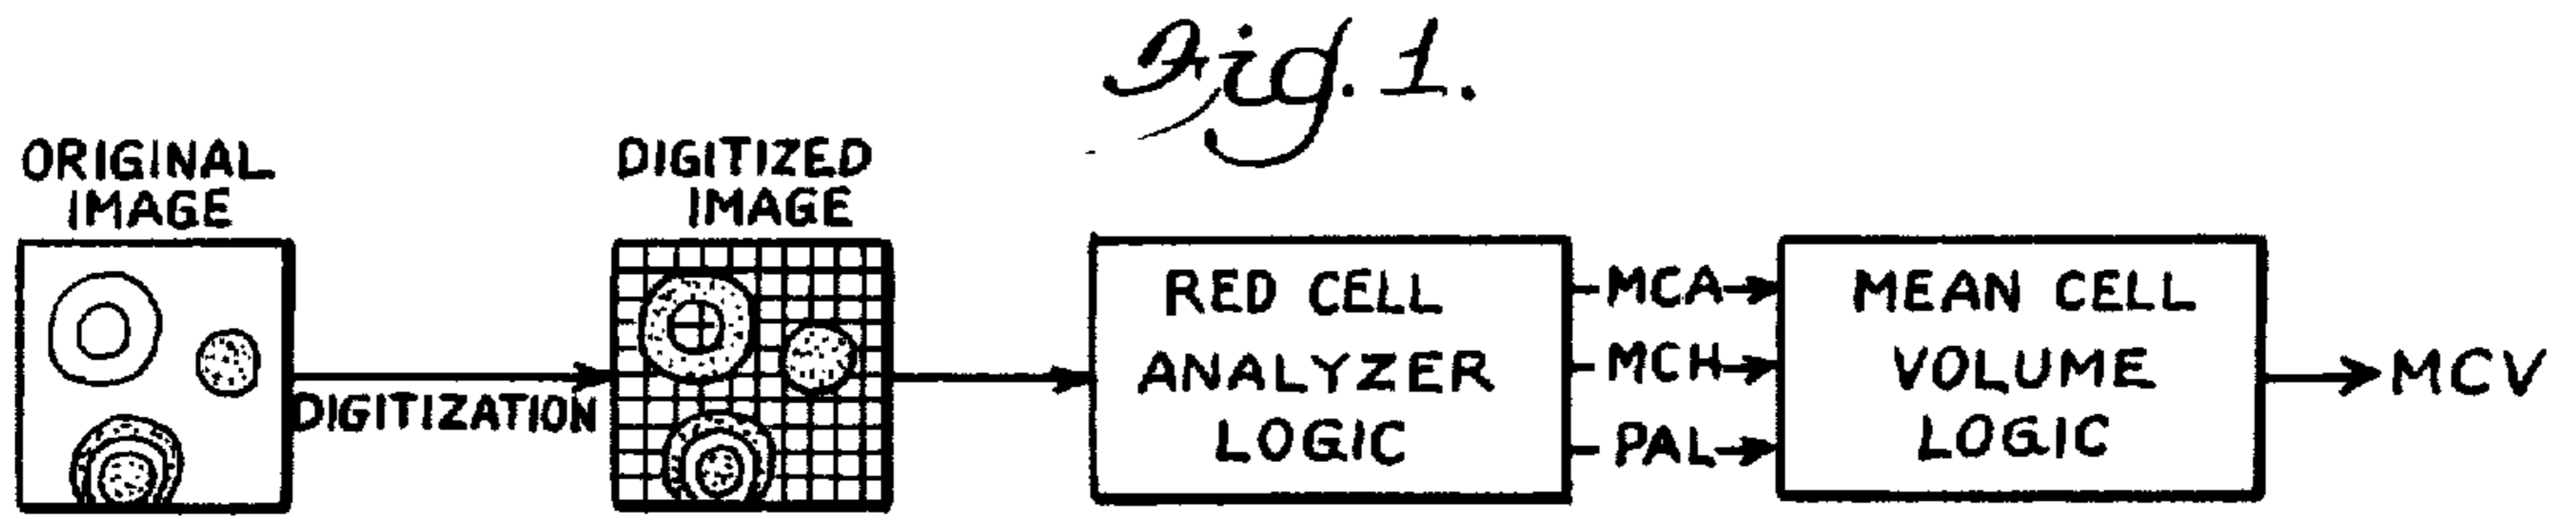 Fig. 1.
ORIGINAL
IMAGE
DIGITIZATION
DIGITIZED
IMAGE
RED CELL
ANALYZER
LOGIC
MCA
MCH
PAL
MEAN CELL
VOLUME
LOGIC
MCV